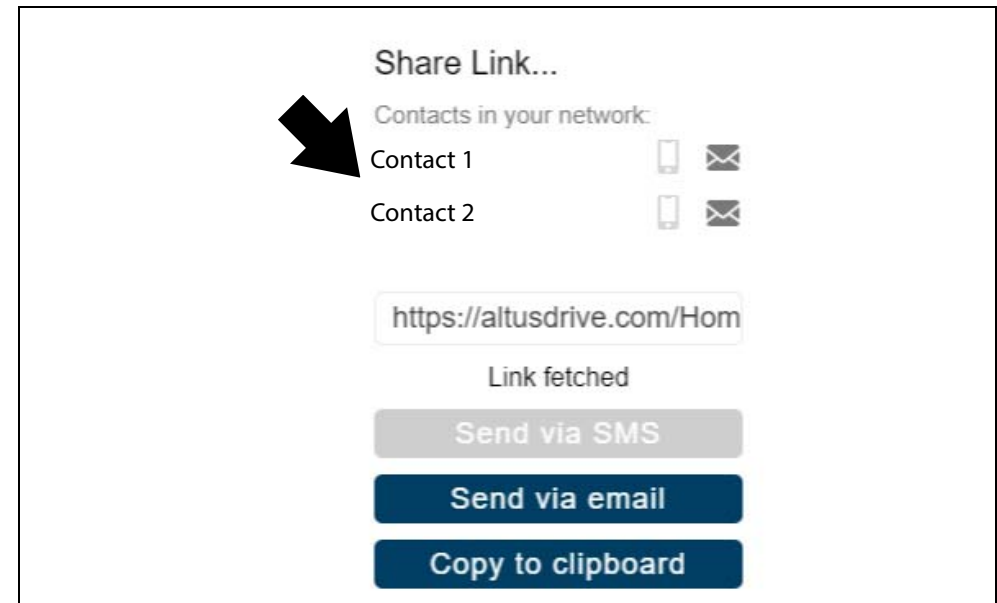 Share Link...
Contacts in your network:
Contact 1
Contact 2
https://altusdrive.com/Hom
Link fetched
Send via SMS
Send via email
Copy to clipboard